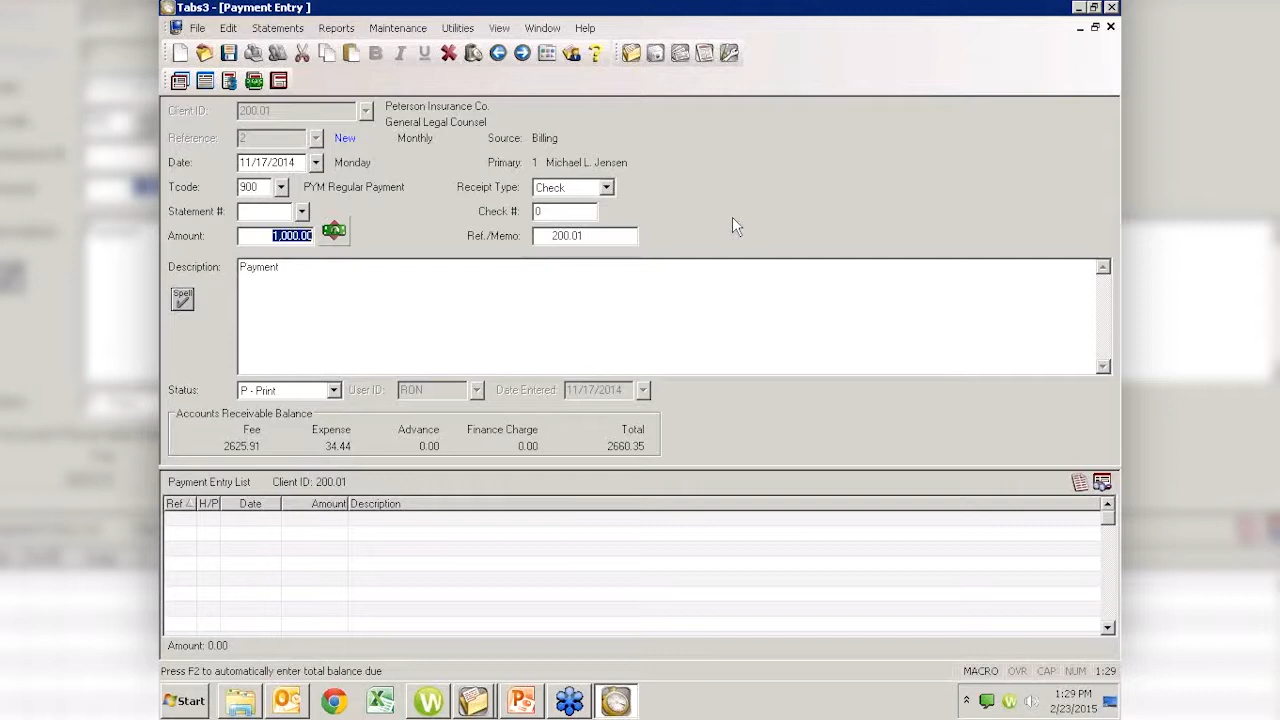 Tabs3 - [Payment Entry ]
File Edit Statements Reports Maintenance Utilities View Window Help
B I U
Client ID: 200.01 Peterson Insurance Co.
General Legal Counsel
Reference: 2 New Monthly Source: Billing
Date: 11/17/2014 Monday Primary: 1 Michael L. Jensen
Tcode: 900 PYM Regular Payment Receipt Type: Check
Statement #: Check #: 0
Amount: 1,000.00 Ref./Memo: 200.01
Description: Payment
Spell
Status: P - Print User ID: RON Date Entered: 11/17/2014
Accounts Receivable Balance
Fee Expense Advance Finance Charge Total
2625.91 34.44 0.00 0.00 2660.35
Payment Entry List Client ID: 200.01
Ref H/P Date Amount Description
Amount: 0.00
Press F2 to automatically enter total balance due MACRO OVR CAP NUM 1:29
Start 1:29 PM
2/23/2015